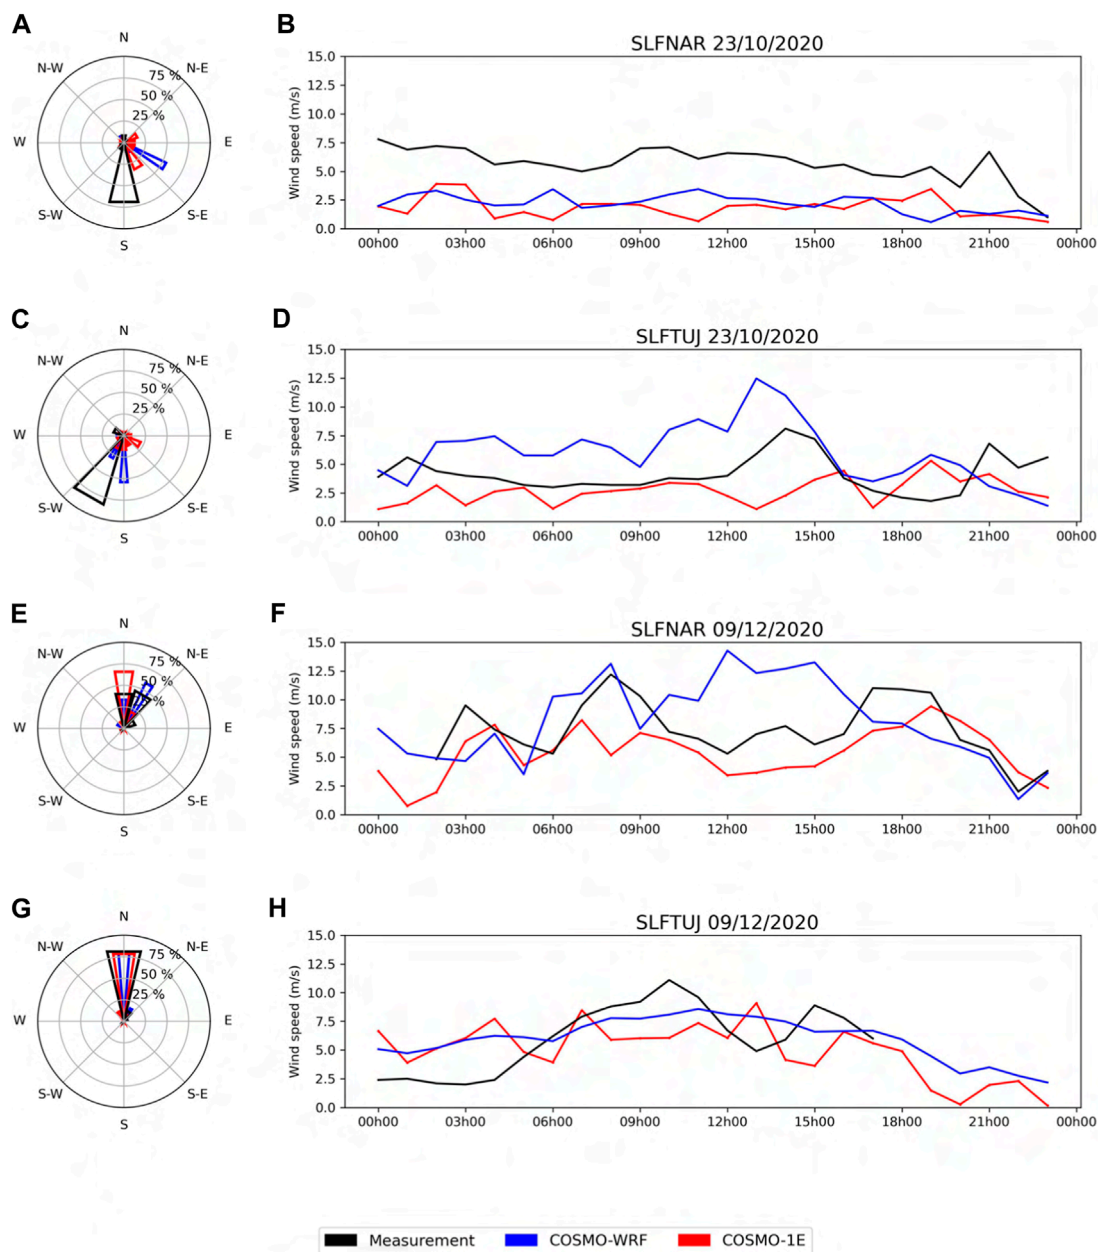 A
N
N-W
N-E
75 %
50 %
25 %
W
E
S-W
S-E
S
B
SLFNAR 23/10/2020
Wind speed (m/s)
15.0
12.5
10.0
7.5
5.0
2.5
0.0
00h00 03h00 06h00 09h00 12h00 15h00 18h00 21h00 00h00
C
N
N-W
N-E
75 %
50 %
25 %
W
E
S-W
S-E
S
D
SLFTUJ 23/10/2020
Wind speed (m/s)
15.0
12.5
10.0
7.5
5.0
2.5
0.0
00h00 03h00 06h00 09h00 12h00 15h00 18h00 21h00 00h00
E
N
N-W
N-E
75 %
50 %
%
W
E
S-W
S-E
S
F
SLFNAR 09/12/2020
Wind speed (m/s)
15.0
12.5
10.0
7.5
5.0
2.5
0.0
00h00 03h00 06h00 09h00 12h00 15h00 18h00 21h00 00h00
G
N
N-W
N-E
75 %
50 %
25 %
W
E
S-W
S-E
S
H
SLFTUJ 09/12/2020
Wind speed (m/s)
15.0
12.5
10.0
7.5
5.0
2.5
0.0
00h00 03h00 06h00 09h00 12h00 15h00 18h00 21h00 00h00
Measurement COSMO-WRF COSMO-1E